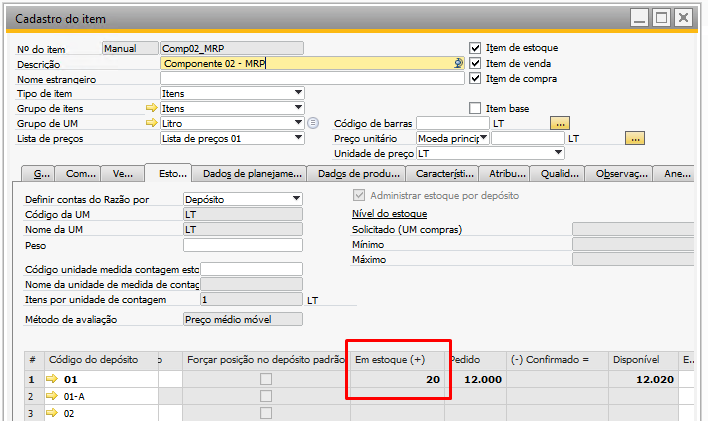 Cadastro do item
Nº do item Manual Comp02_MRP
Item de estoque
Descrição Componente 02 - MRP
Item de venda
Nome estrangeiro
Item de compra
Tipo de item Itens
Grupo de itens Itens
Item base
Grupo de UM Litro
Código de barras LT ...
Lista de preços Lista de preços 01
Preço unitário Moeda princip LT ...
Unidade de preço LT
G... Com... Ve... Esto... Dados de planejame... Dados de produ... Característi... Atribu... Qualid... Observaç... Ane...
Definir contas do Razão por Depósito
Administrar estoque por depósito
Código da UM LT
Nível do estoque
Nome da UM LT
Solicitado (UM compras)
Peso
Mínimo
Máximo
Código unidade medida contagem esto
Nome da unidade de medida de contag
Itens por unidade de contagem 1 LT
Método de avaliação Preço médio móvel
# Código do depósito o Forçar posição no depósito padrão Em estoque (+) Pedido (-) Confirmado = Disponível E..
1 01 20 12.000 12.020
2 01-A
3 02